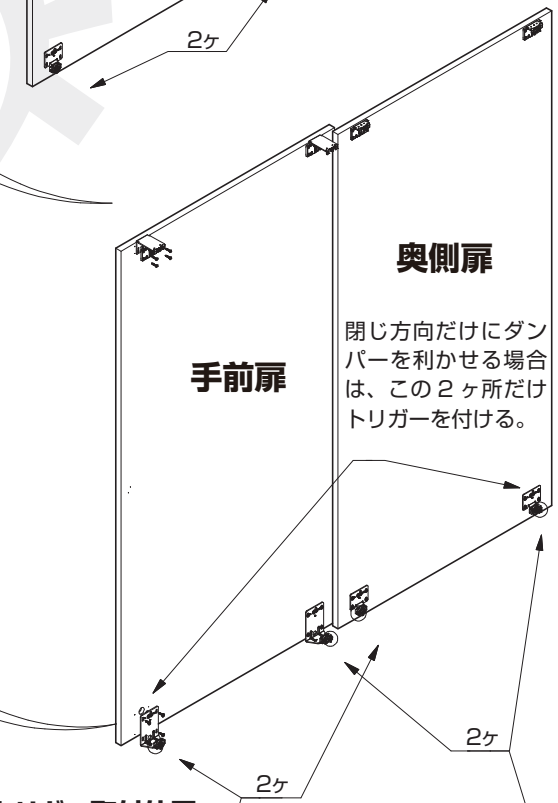 2ヶ
奥側扉
閉じ方向だけにダン
パーを利かせる場合
は、この 2 ヶ所だけ
トリガーを付ける。
手前扉
2ヶ
2ヶ